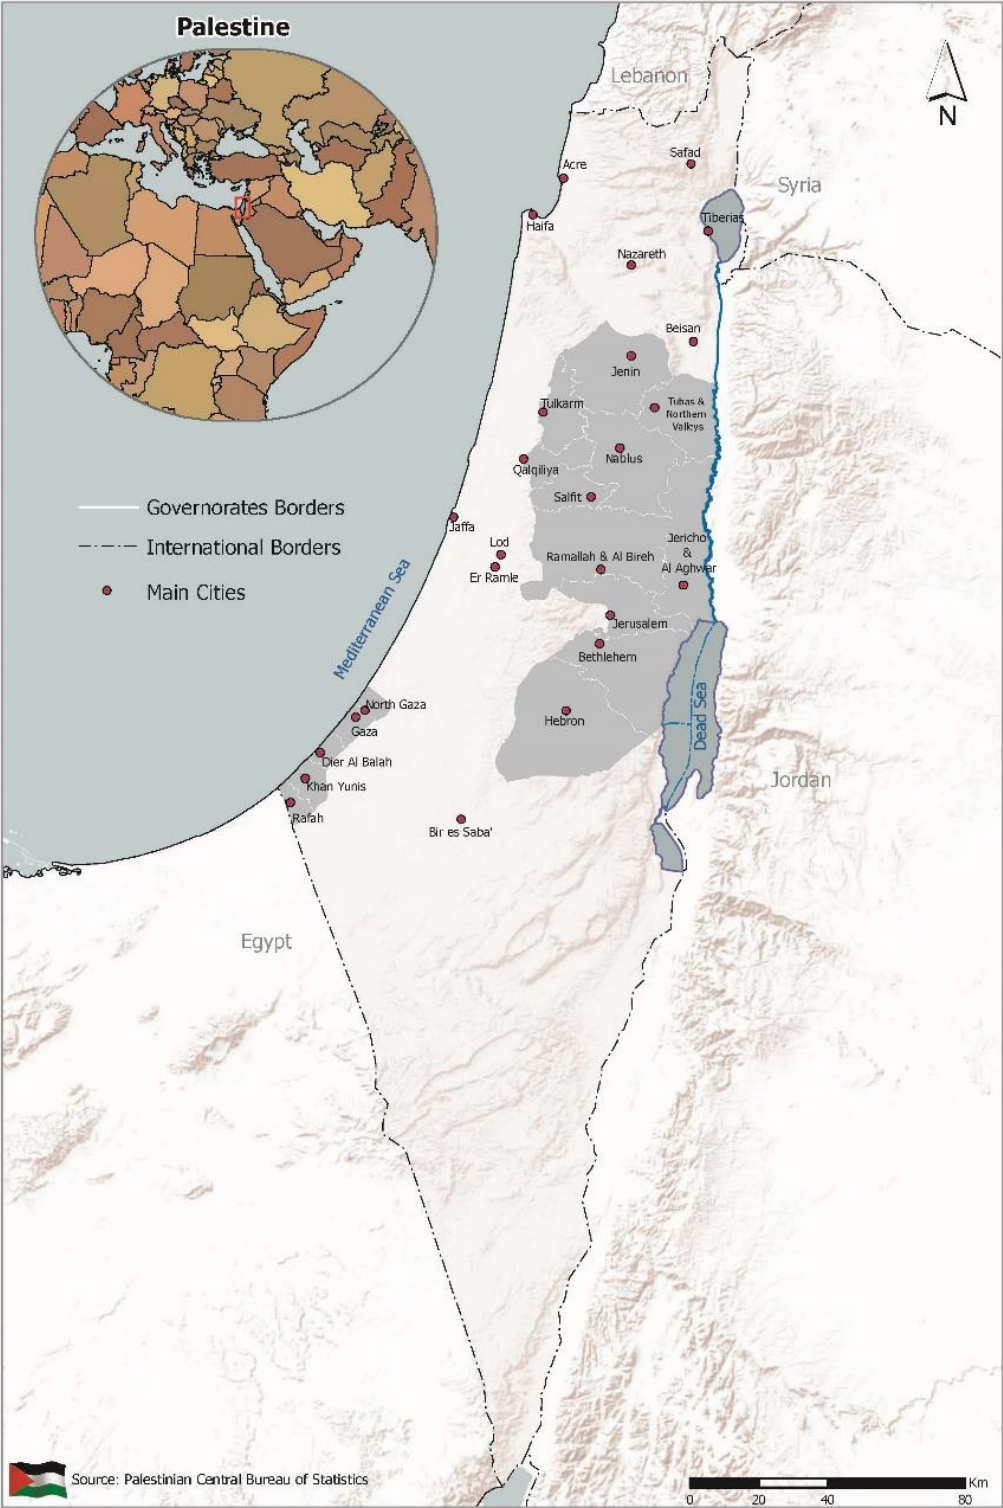 Palestine
Lebanon
N
Acre
Safad
Syria
Haifa
Tiberias
Nazareth
Beisan
Jenin
Tulkarm
Tubas &
Northern
Valleys
Nablus
Qalqiliya
Salfit
Governorates Borders
International Borders
Main Cities
Jaffa
Lod
Er Ramle
Ramallah & Al Bireh
Jericho
&
Al Aghwar
Mediterranean Sea
Jerusalem
Bethlehem
Hebron
Dead Sea
North Gaza
Gaza
Dier Al Balah
Khan Yunis
Rafah
Bir es Saba'
Jordan
Egypt
Source: Palestinian Central Bureau of Statistics
Km
0 20 40 80